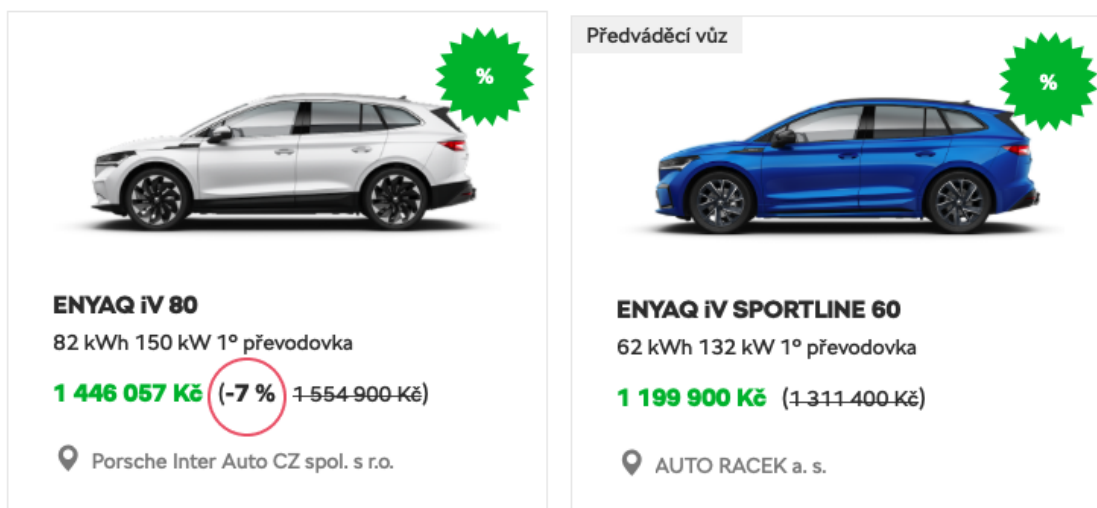 %
ENYAQ iV 80
82 kWh 150 kW 1° převodovka
1 446 057 Kč (-7 % 1 554 900 Kč)
Porsche Inter Auto CZ spol. s r.o.
Předváděcí vůz
%
ENYAQ iV SPORTLINE 60
62 kWh 132 kW 1° převodovka
1 199 900 Kč (1 311 400 Kč)
AUTO RACEK a. s.